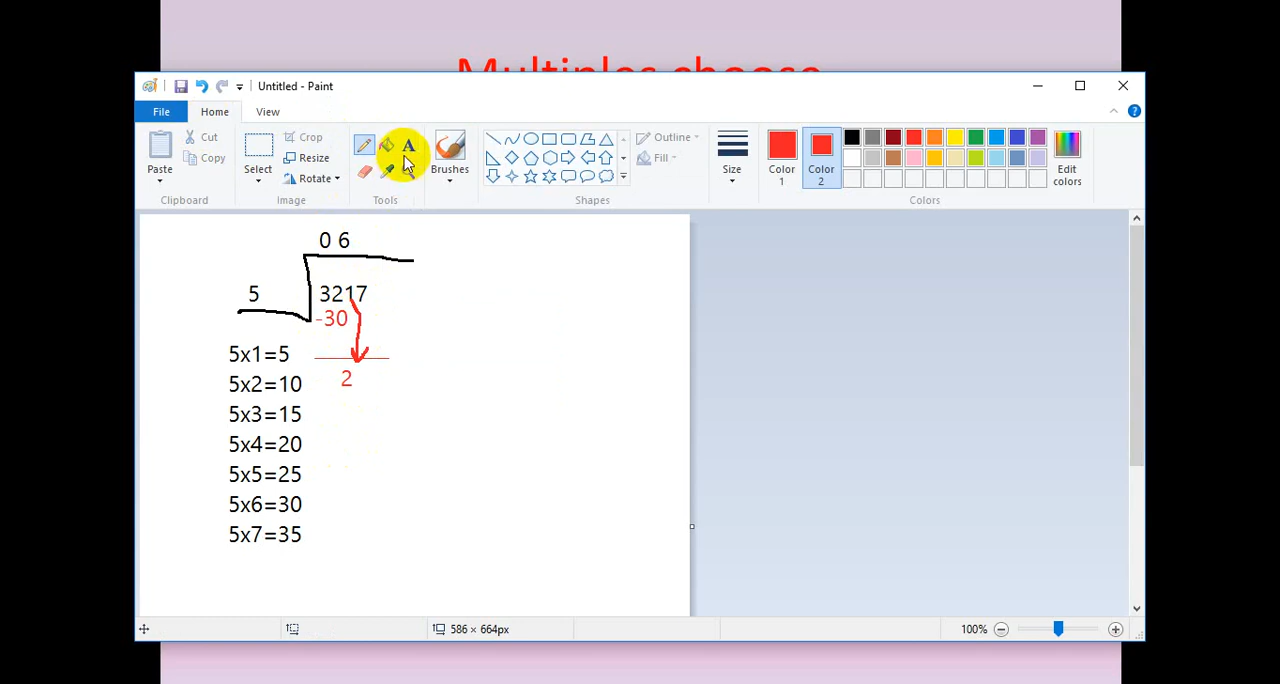 Multiples choose
Untitled - Paint
File Home View
Paste
Cut
Copy
Clipboard
Select
Crop
Resize
Rotate
Image
A
Tools
Brushes
Outline
Fill
Shapes
Size
Color 1
Color 2
Edit colors
Colors
0 6
5 3217
-30
2
5x1=5
5x2=10
5x3=15
5x4=20
5x5=25
5x6=30
5x7=35
586 × 664px
100%